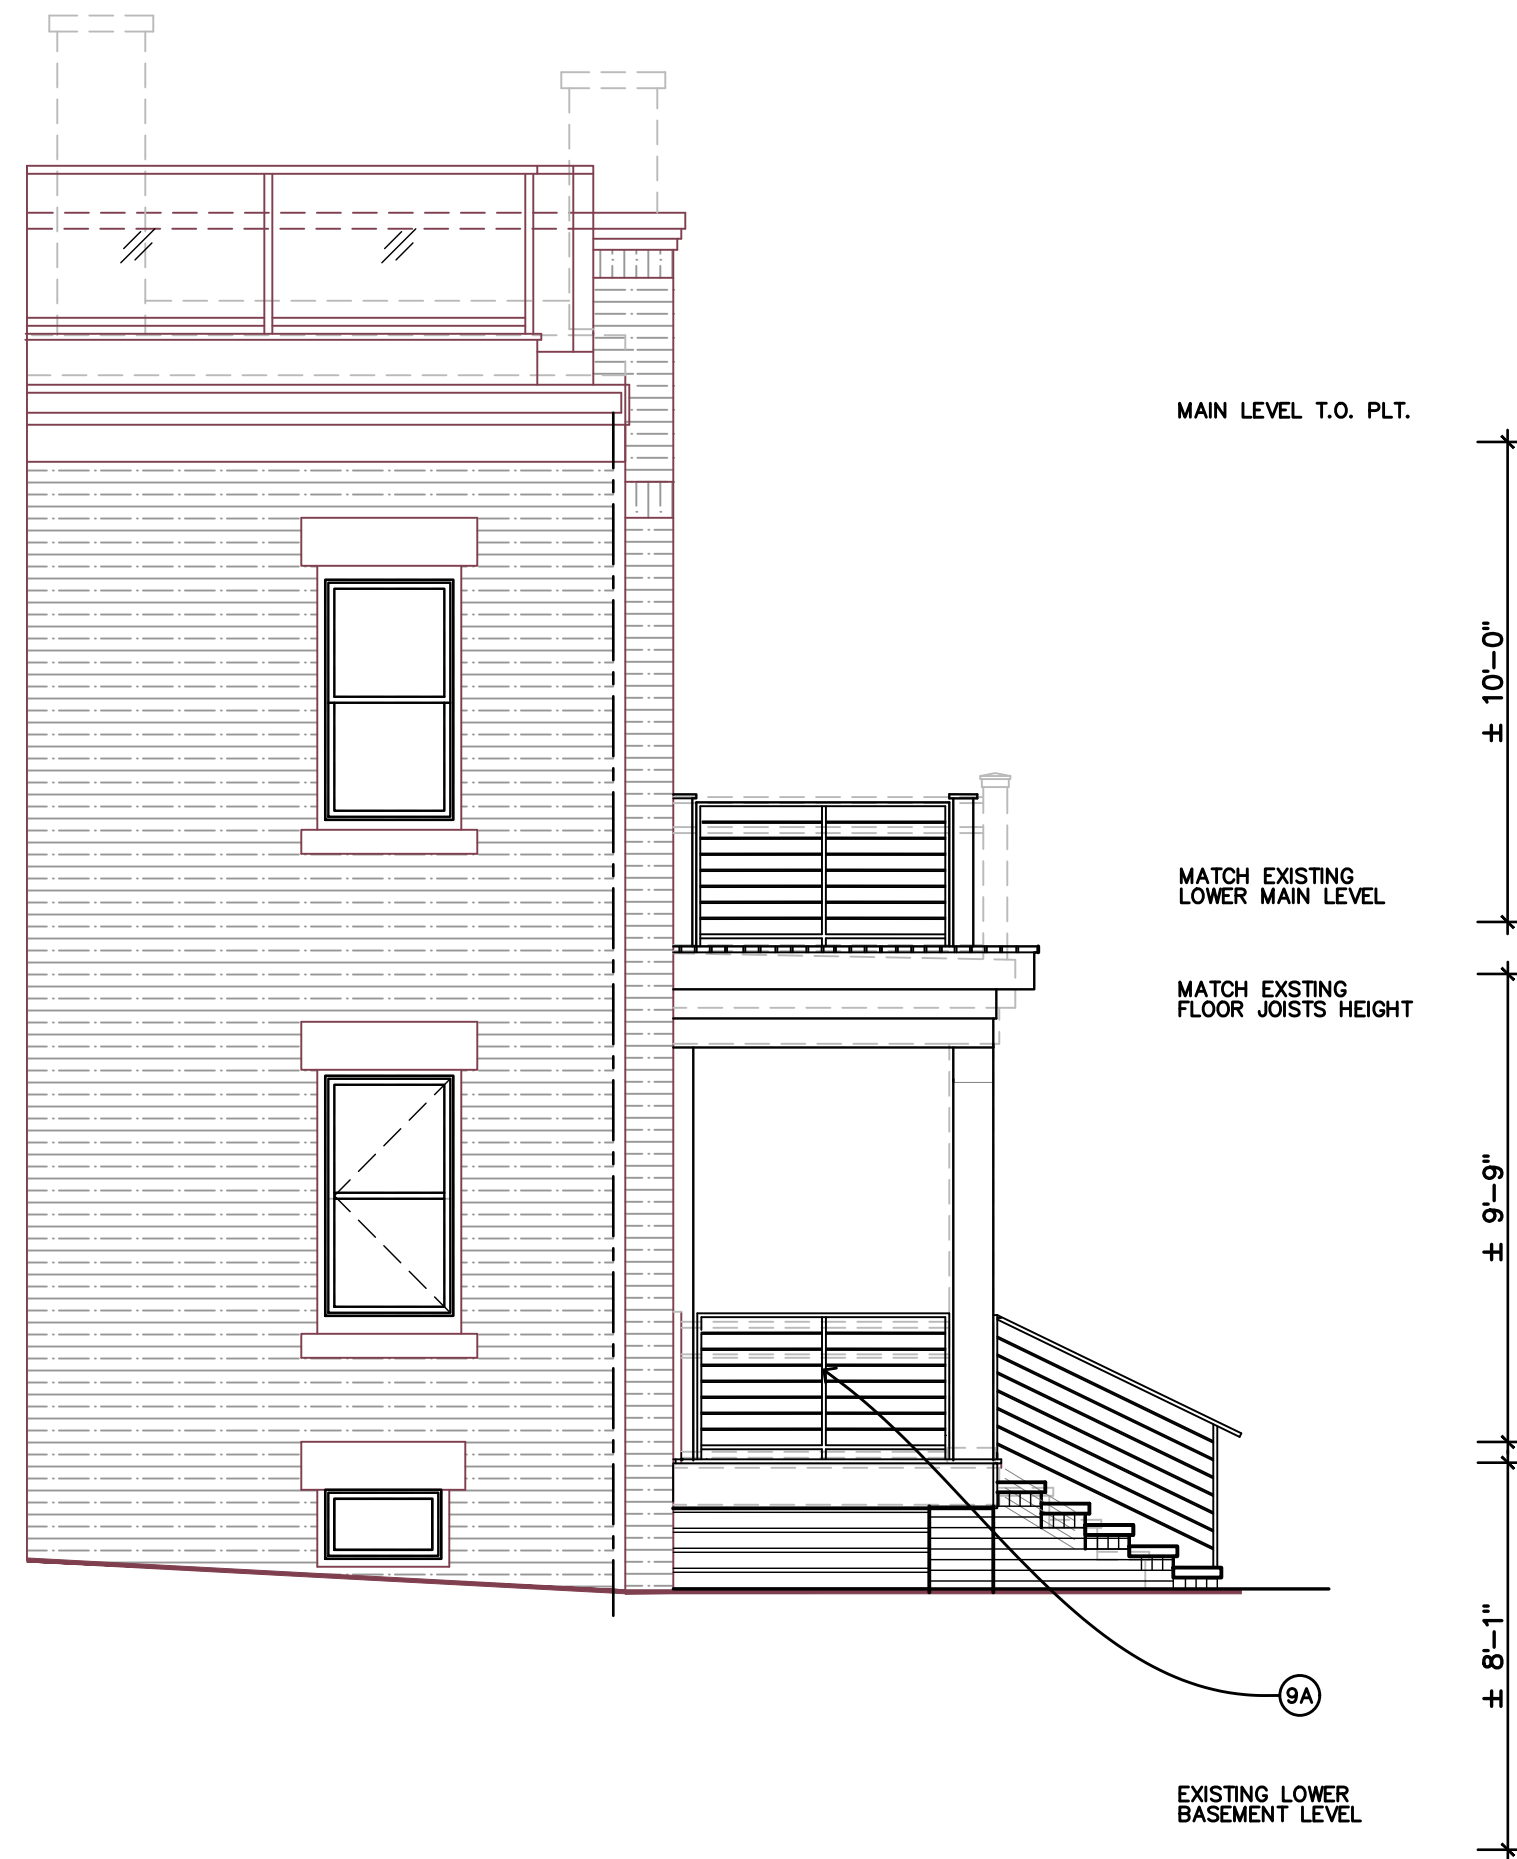 MAIN LEVEL T.O. PLT.
± 10'-0"
MATCH EXISTING
LOWER MAIN LEVEL
MATCH EXSTING
FLOOR JOISTS HEIGHT
± 9'-9"
± 8'-1"
9A
EXISTING LOWER
BASEMENT LEVEL